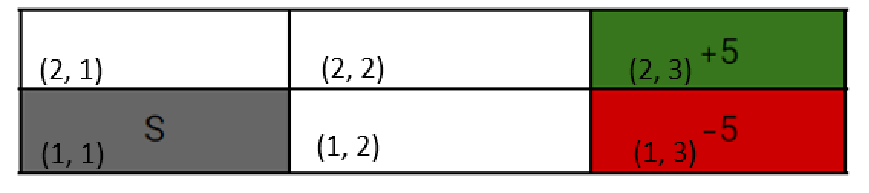 (2, 1) (2, 2) (2, 3) +5
(1, 1) S (1, 2) (1, 3) -5